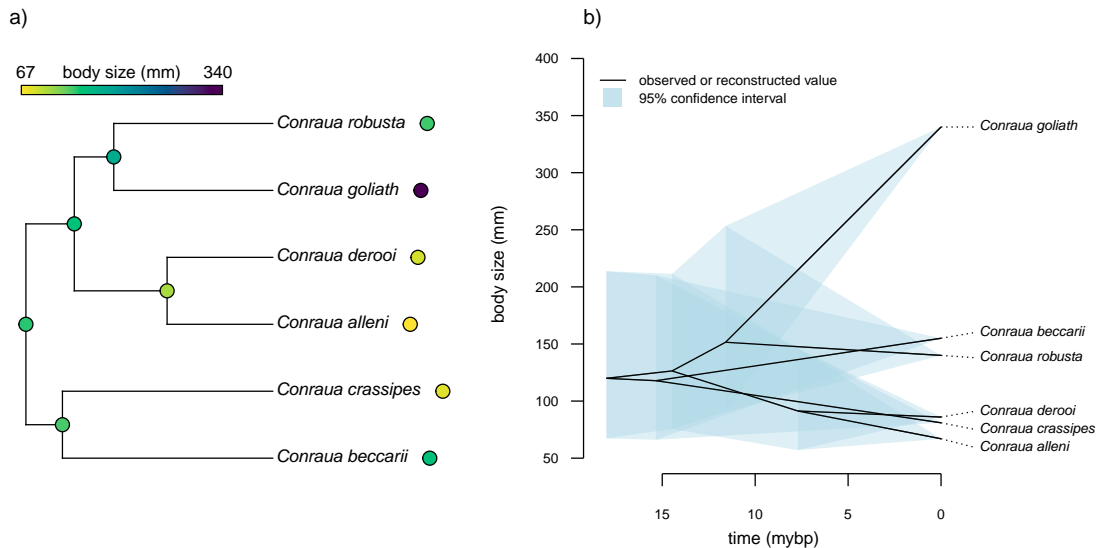 a)
67 body size (mm) 340
Conraua robusta
Conraua goliath
Conraua derooi
Conraua alleni
Conraua crassipes
Conraua beccarii
b)
400
350
300
250
200
150
100
50
body size (mm)
observed or reconstructed value
95% confidence interval
Conraua goliath
Conraua beccarii
Conraua robusta
Conraua derooi
Conraua crassipes
Conraua alleni
15 10 5 0
time (mybp)